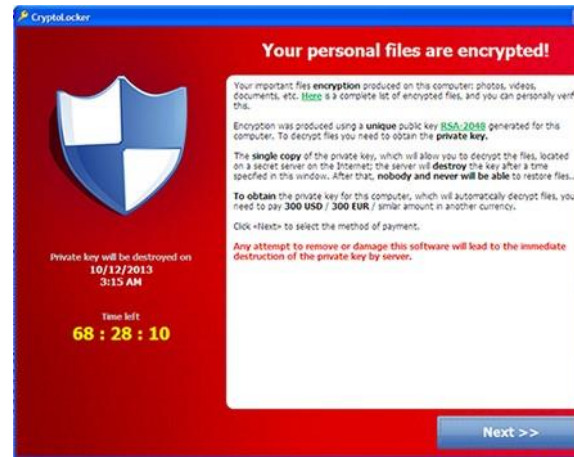 CryptoLocker
Your personal files are encrypted!
Your important files encryption produced on this computer: photos, videos,
documents, etc. Here is a complete list of encrypted files, and you can personally verify
this.
Encryption was produced using a unique public key RSA-2048 generated for this
computer. To decrypt files you need to obtain the private key.
The single copy of the private key, which will allow you to decrypt the files, located
on a secret server on the Internet; the server will destroy the key after a time
specified in this window. After that, nobody and never will be able to restore files...
To obtain the private key for this computer, which will automatically decrypt files, you
need to pay 300 USD / 300 EUR / similar amount in another currency.
Click «Next» to select the method of payment.
Any attempt to remove or damage this software will lead to the immediate
destruction of the private key by server.
Private key will be destroyed on
10/12/2013
3:15 AM
Time left
68 : 28 : 10
Next >>